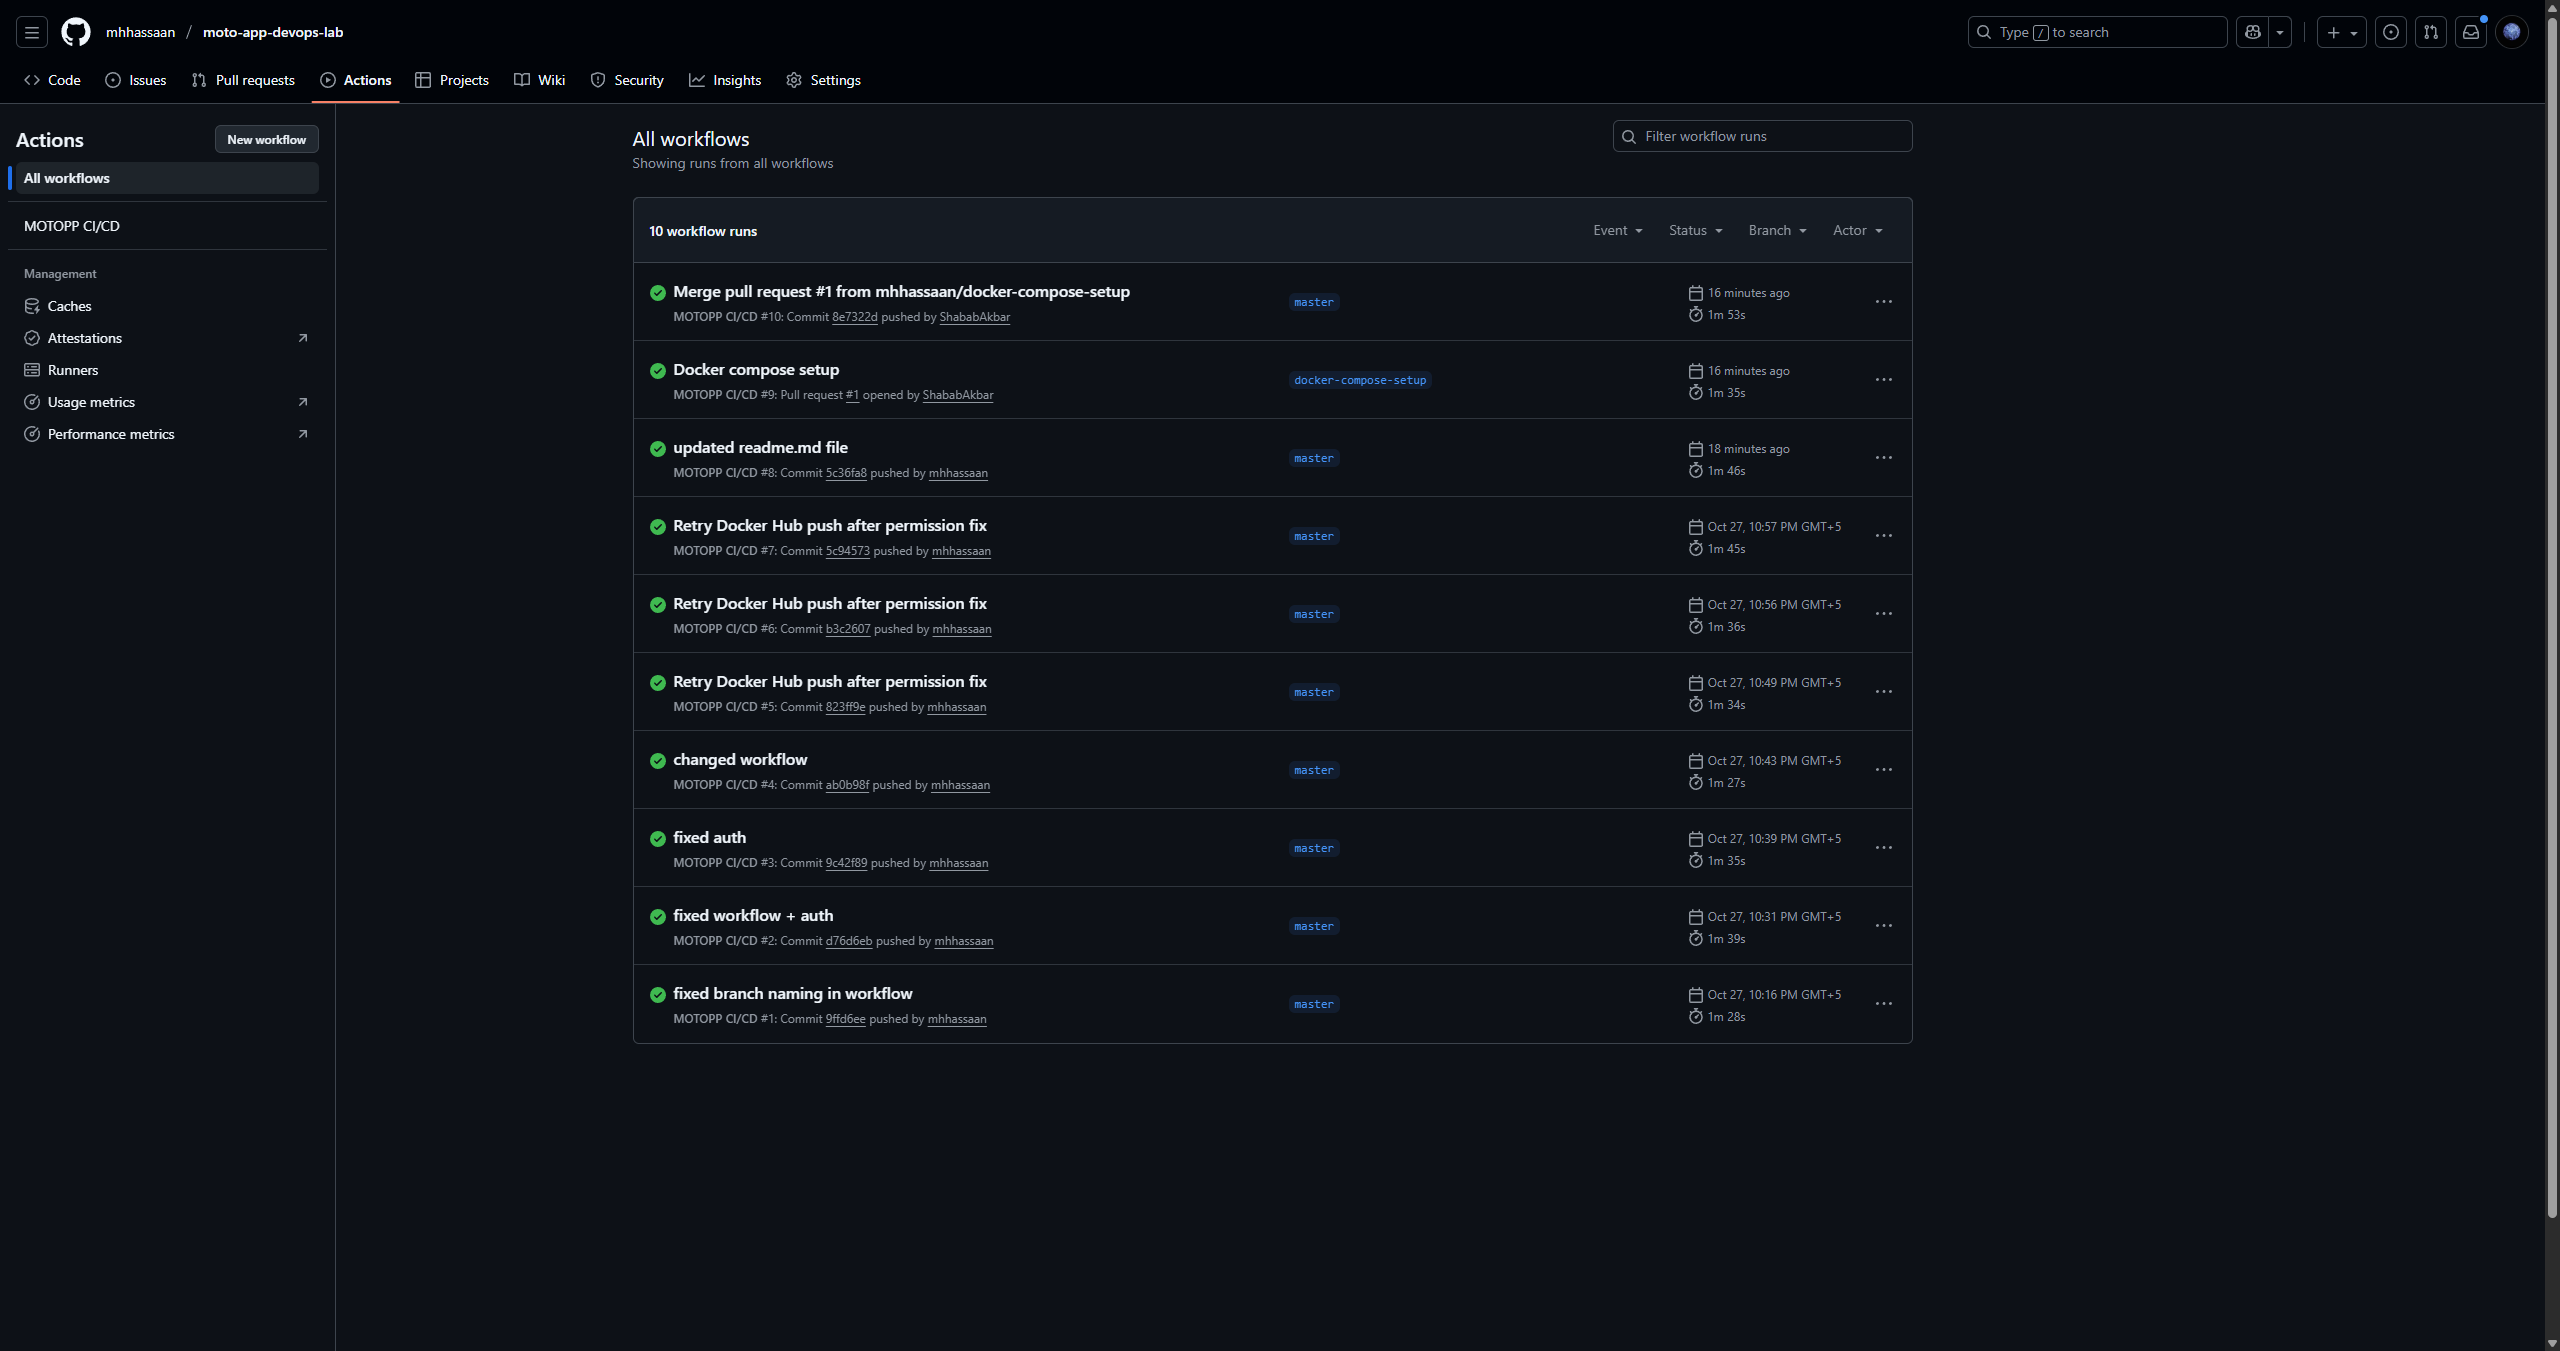 mhhassaan / moto-app-devops-lab
Type / to search
Code Issues Pull requests Actions Projects Wiki Security Insights Settings
Actions
New workflow
All workflows
MOTOPP CI/CD
Management
Caches
Attestations
Runners
Usage metrics
Performance metrics
All workflows
Showing runs from all workflows
Filter workflow runs
10 workflow runs
Event Status Branch Actor
Merge pull request #1 from mhhassaan/docker-compose-setup
MOTOPP CI/CD #10: Commit 8e7322d pushed by ShababAkbar
master
16 minutes ago
1m 53s
Docker compose setup
MOTOPP CI/CD #9: Pull request #1 opened by ShababAkbar
docker-compose-setup
16 minutes ago
1m 35s
updated readme.md file
MOTOPP CI/CD #8: Commit 5c36fa8 pushed by mhhassaan
master
18 minutes ago
1m 46s
Retry Docker Hub push after permission fix
MOTOPP CI/CD #7: Commit 5c94573 pushed by mhhassaan
master
Oct 27, 10:57 PM GMT+5
1m 45s
Retry Docker Hub push after permission fix
MOTOPP CI/CD #6: Commit b3c2607 pushed by mhhassaan
master
Oct 27, 10:56 PM GMT+5
1m 36s
Retry Docker Hub push after permission fix
MOTOPP CI/CD #5: Commit 823ff9e pushed by mhhassaan
master
Oct 27, 10:49 PM GMT+5
1m 34s
changed workflow
MOTOPP CI/CD #4: Commit ab0b98f pushed by mhhassaan
master
Oct 27, 10:43 PM GMT+5
1m 27s
fixed auth
MOTOPP CI/CD #3: Commit 9c42f89 pushed by mhhassaan
master
Oct 27, 10:39 PM GMT+5
1m 35s
fixed workflow + auth
MOTOPP CI/CD #2: Commit d76d6eb pushed by mhhassaan
master
Oct 27, 10:31 PM GMT+5
1m 39s
fixed branch naming in workflow
MOTOPP CI/CD #1: Commit 9ffd6ee pushed by mhhassaan
master
Oct 27, 10:16 PM GMT+5
1m 28s